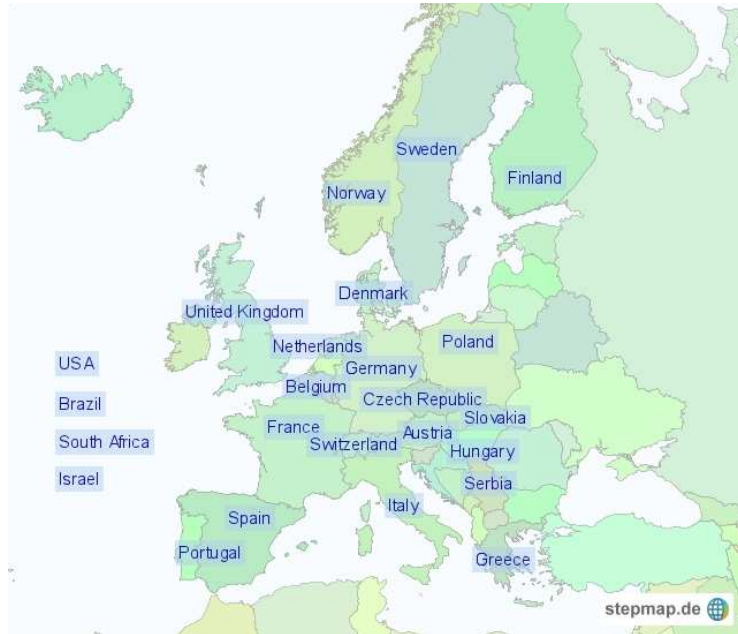 Sweden
Finland
Norway
Denmark
United Kingdom
Netherlands
Poland
USA
Germany
Belgium
Czech Republic
Brazil
Slovakia
France
Austria
South Africa
Switzerland
Hungary
Israel
Serbia
Italy
Spain
Portugal
Greece
stepmap.de